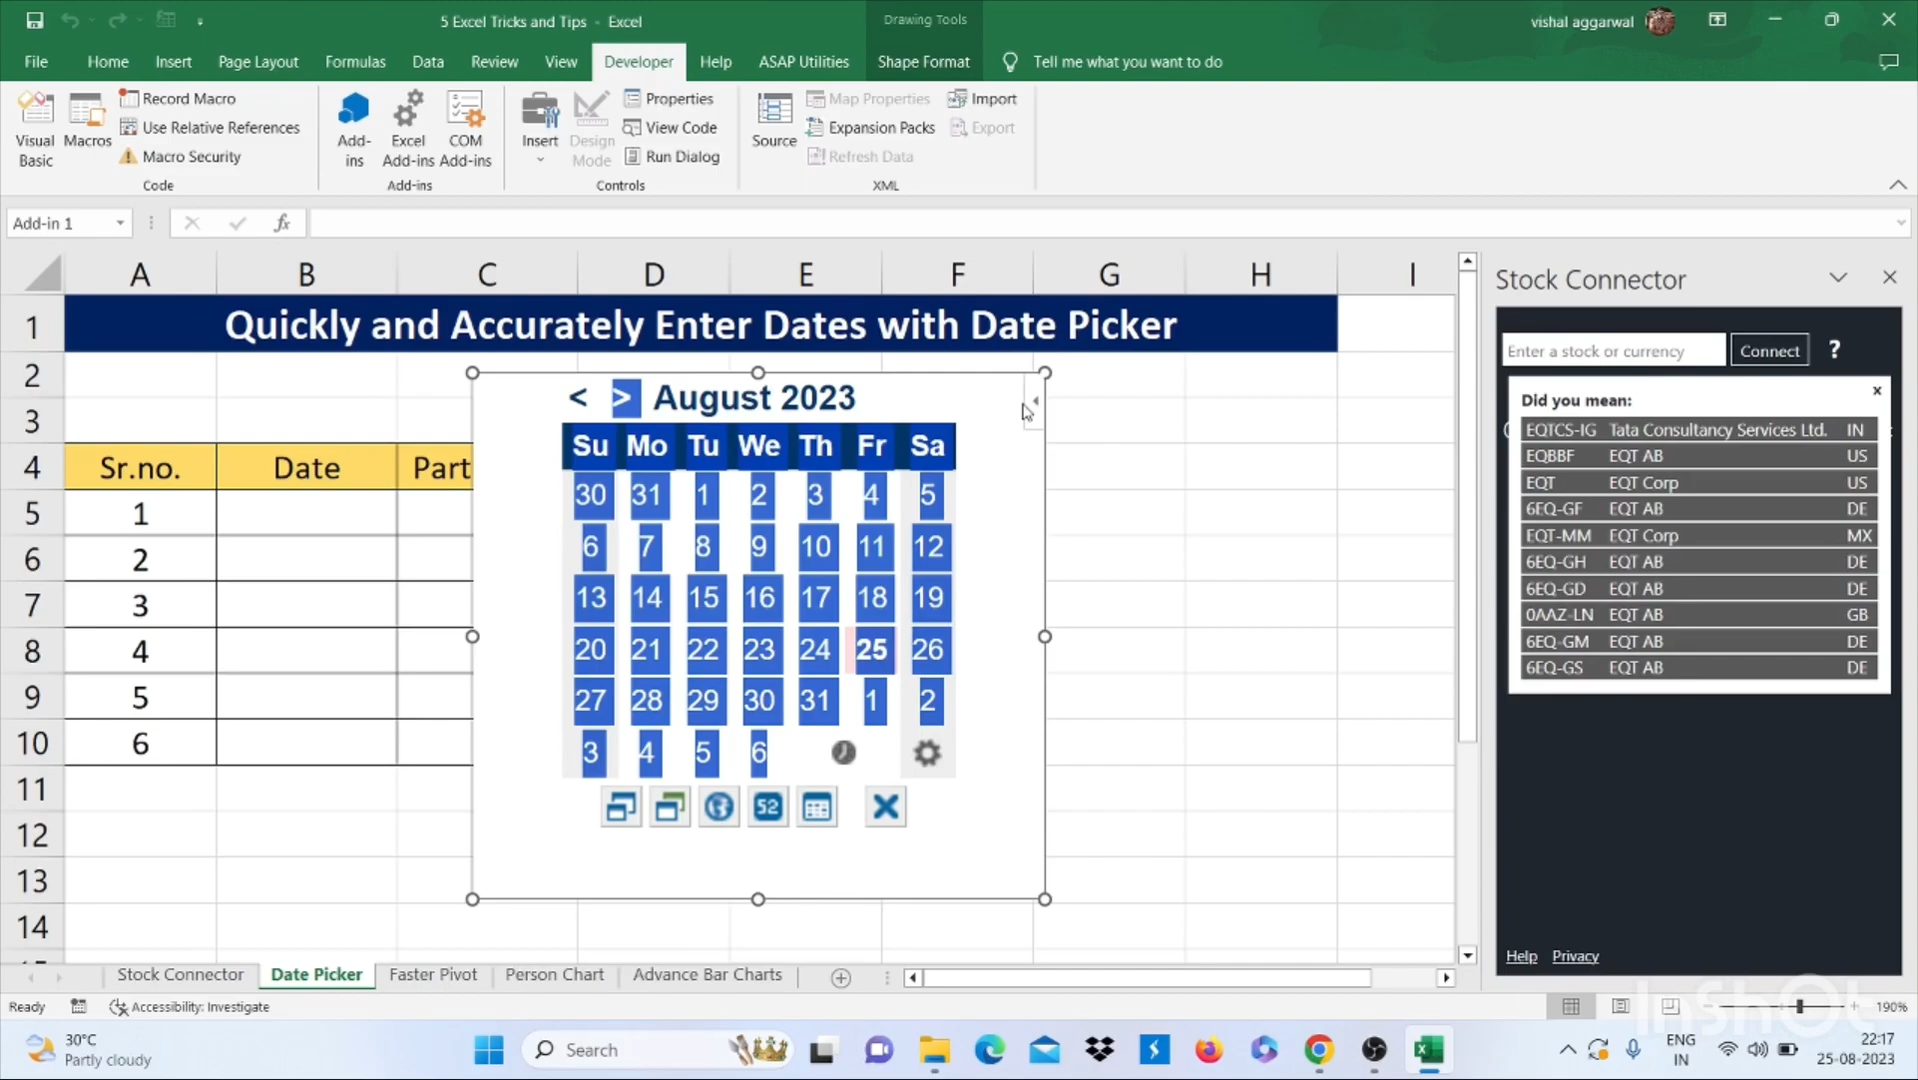 5 Excel Tricks and Tips - Excel
Drawing Tools
vishal aggarwal
File Home Insert Page Layout Formulas Data Review View Developer Help ASAP Utilities Shape Format Tell me what you want to do
Visual Basic
Macros
Record Macro
Use Relative References
Macro Security
Code
Add-ins
Excel Add-ins
COM Add-ins
Add-ins
Insert
Design Mode
Properties
View Code
Run Dialog
Controls
Source
Map Properties
Expansion Packs
Refresh Data
Import
Export
XML
Add-in 1
fx
A B C D E F G H I
1 Quickly and Accurately Enter Dates with Date Picker
2
3
4 Sr.no. Date Part
5 1
6 2
7 3
8 4
9 5
10 6
11
12
13
14
< > August 2023
Su Mo Tu We Th Fr Sa
30 31 1 2 3 4 5
6 7 8 9 10 11 12
13 14 15 16 17 18 19
20 21 22 23 24 25 26
27 28 29 30 31 1 2
3 4 5 6
52
Stock Connector
Enter a stock or currency Connect ?
Did you mean: x
EQTCS-IG Tata Consultancy Services Ltd. IN
EQBBF EQT AB US
EQT EQT Corp US
6EQ-GF EQT AB DE
EQT-MM EQT Corp MX
6EQ-GH EQT AB DE
6EQ-GD EQT AB DE
0AAZ-LN EQT AB GB
6EQ-GM EQT AB DE
6EQ-GS EQT AB DE
Help Privacy
Stock Connector Date Picker Faster Pivot Person Chart Advance Bar Charts
Ready Accessibility: Investigate 190%
InShot
30°C
Partly cloudy
Search
ENG
IN
22:17
25-08-2023